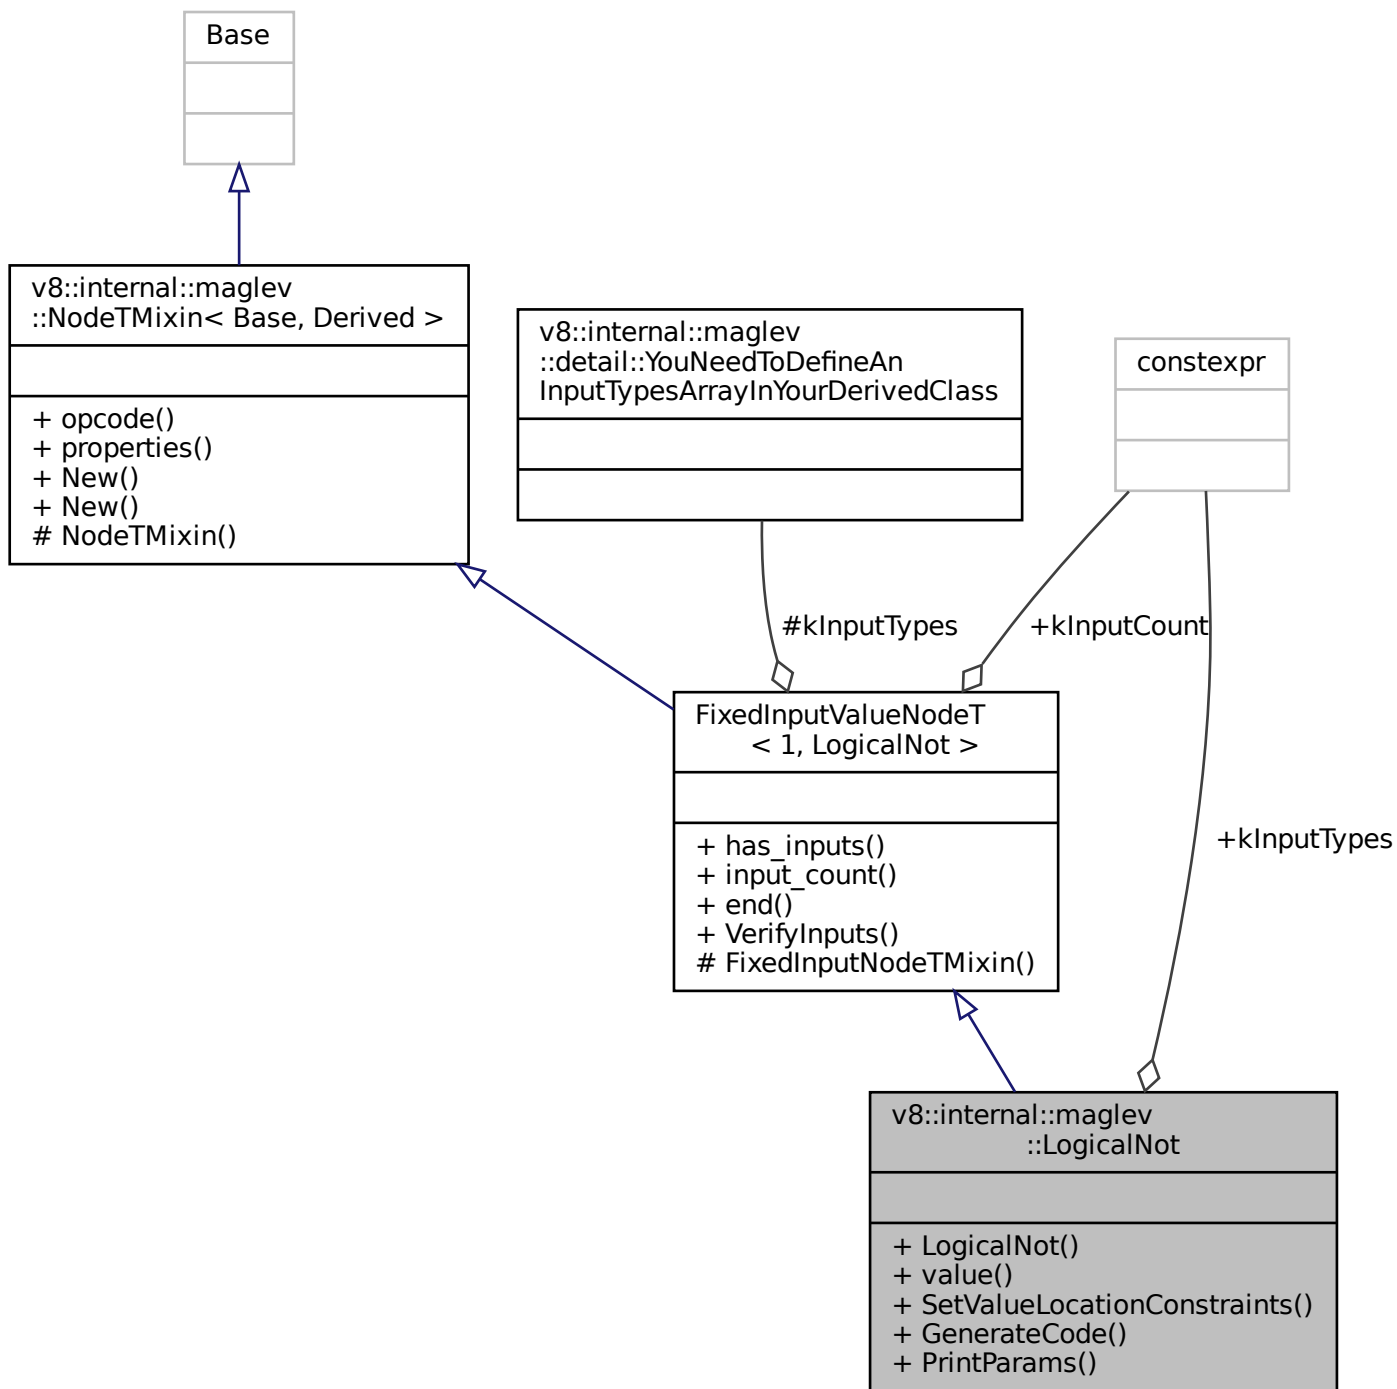 Base
v8::internal::maglev
::NodeTMixin< Base, Derived >
+ opcode()
+ properties()
+ New()
+ New()
# NodeTMixin()
v8::internal::maglev
::detail::YouNeedToDefineAn
InputTypesArrayInYourDerivedClass
constexpr
#kInputTypes
+kInputCount
FixedInputValueNodeT
< 1, LogicalNot >
+ has_inputs()
+ input_count()
+ end()
+ VerifyInputs()
# FixedInputNodeTMixin()
+kInputTypes
v8::internal::maglev
::LogicalNot
+ LogicalNot()
+ value()
+ SetValueLocationConstraints()
+ GenerateCode()
+ PrintParams()